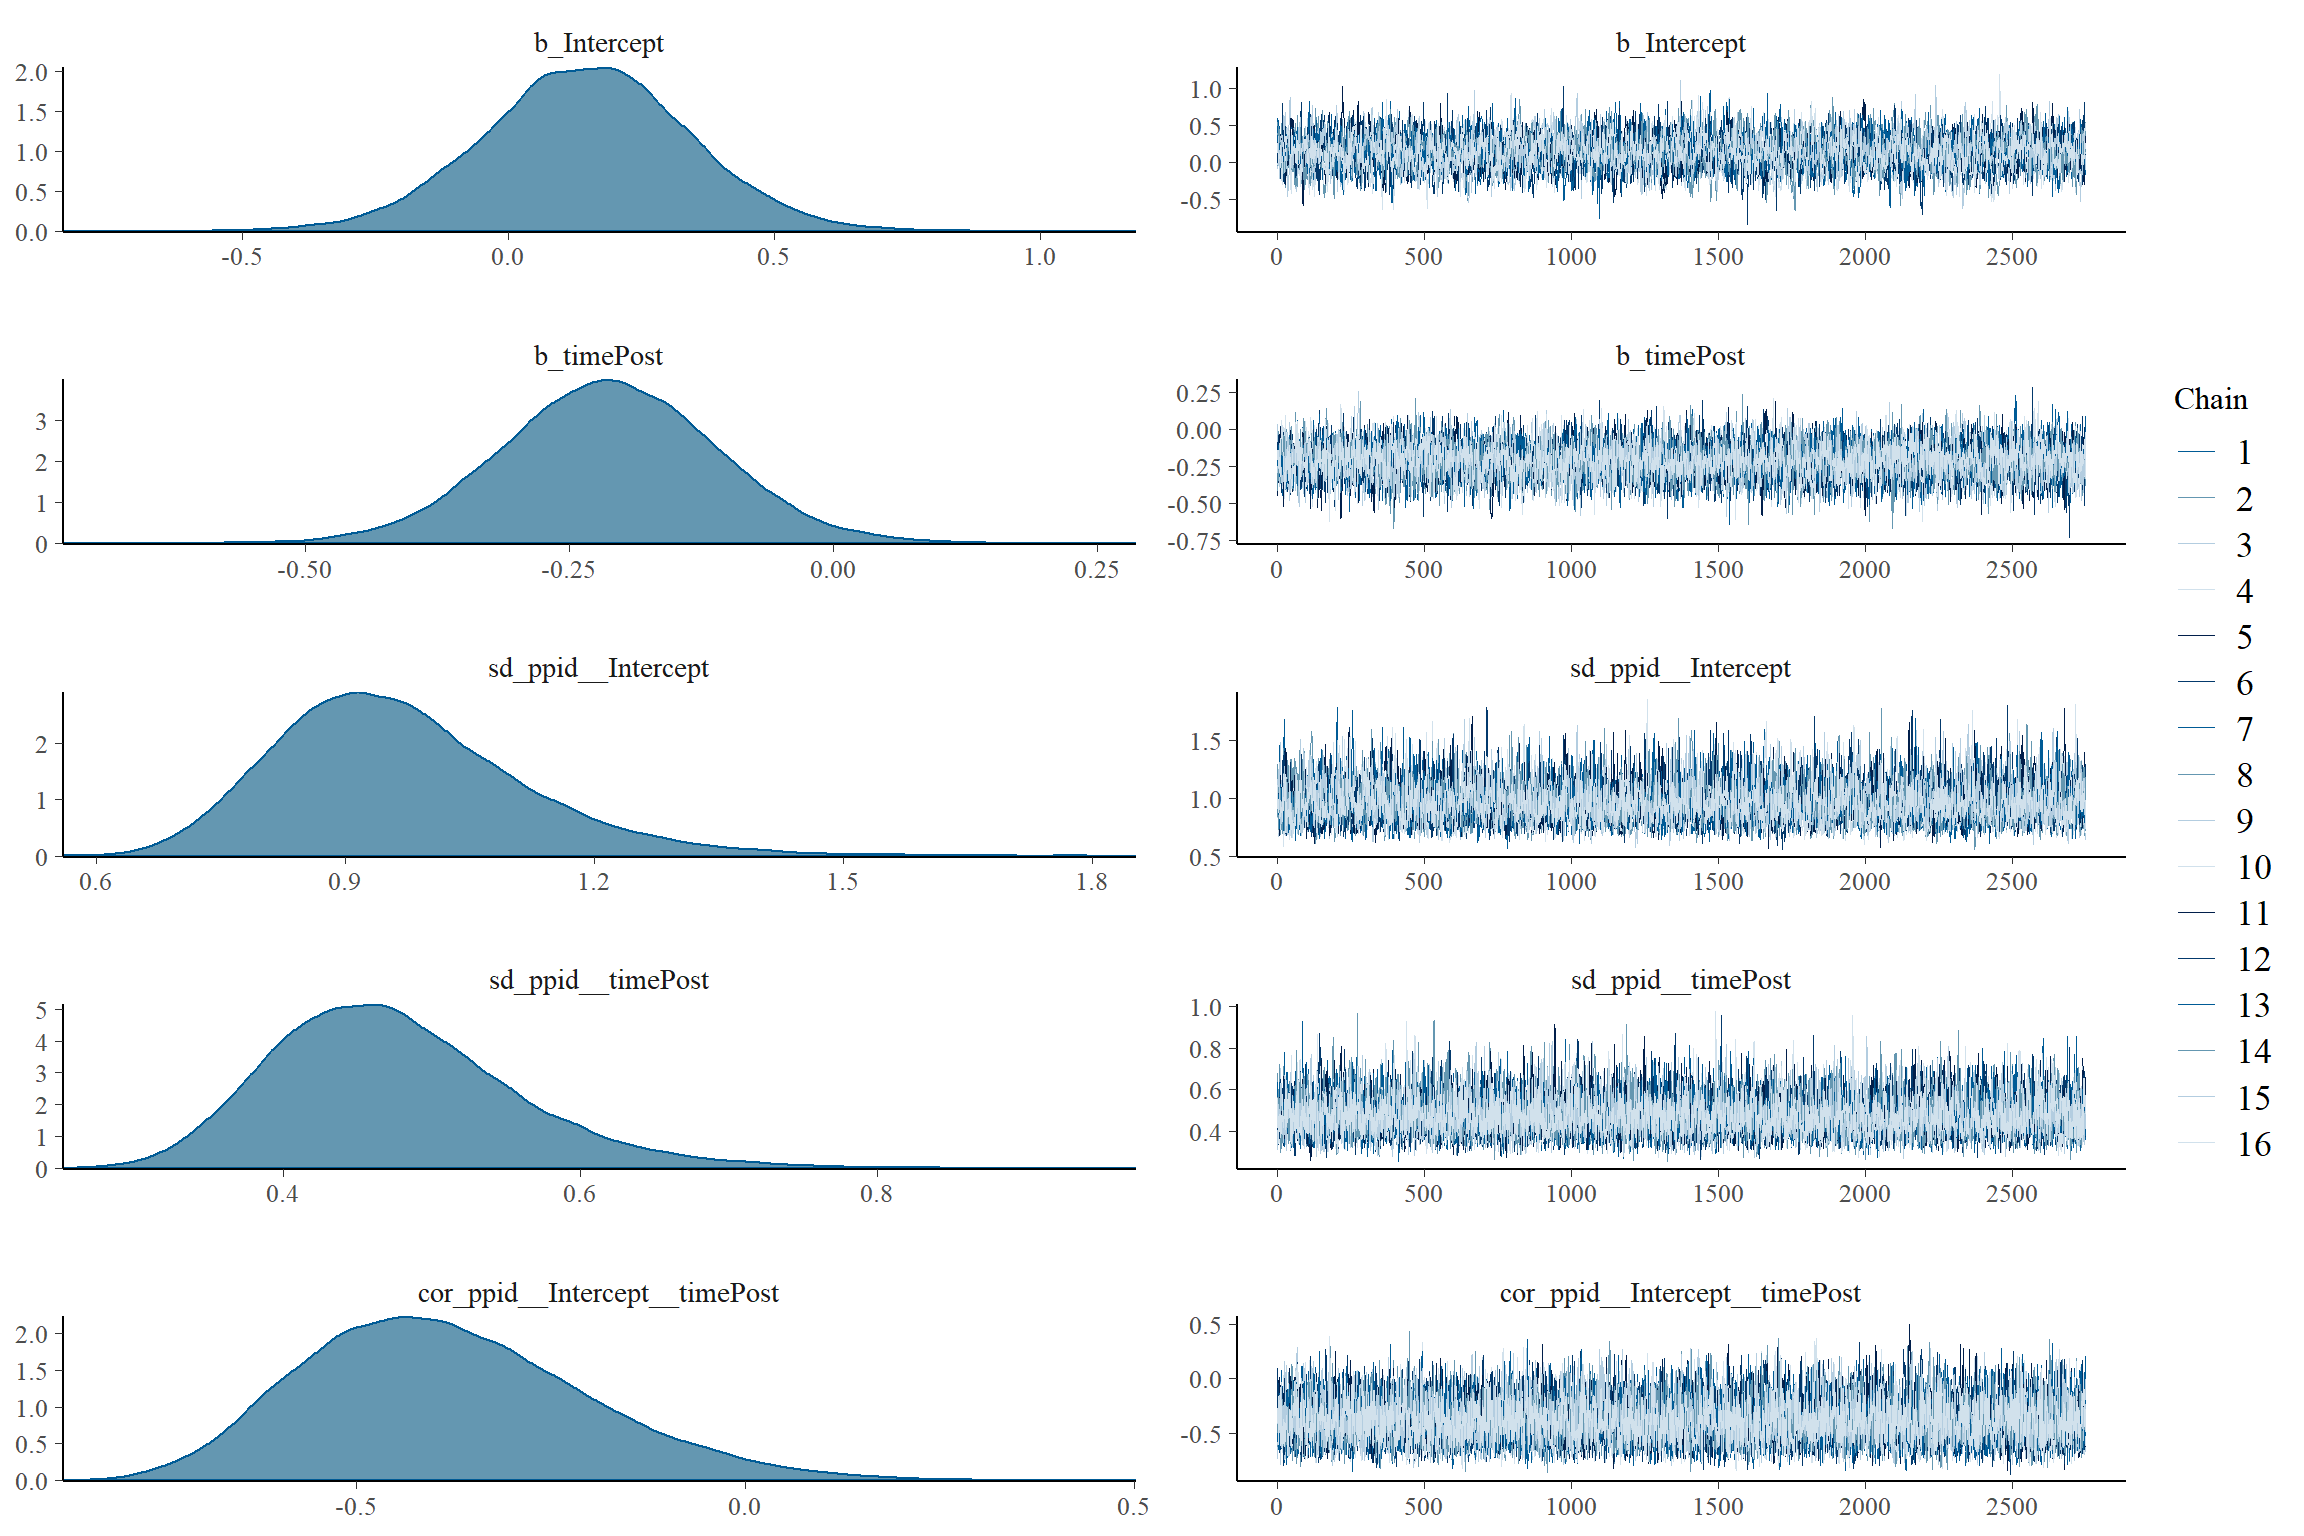 b_Intercept
2.0
1.5
1.0
0.5
0.0
-0.5 0.0 0.5 1.0
b_Intercept
1.0
0.5
0.0
-0.5
0 500 1000 1500 2000 2500
b_timePost
3
2
1
0
-0.50 -0.25 0.00 0.25
b_timePost
0.25
0.00
-0.25
-0.50
-0.75
0 500 1000 1500 2000 2500
sd_ppid__Intercept
2
1
0
0.6 0.9 1.2 1.5 1.8
sd_ppid__Intercept
1.5
1.0
0.5
0 500 1000 1500 2000 2500
sd_ppid__timePost
5
4
3
2
1
0
0.4 0.6 0.8
sd_ppid__timePost
1.0
0.8
0.6
0.4
0 500 1000 1500 2000 2500
cor_ppid__Intercept__timePost
2.0
1.5
1.0
0.5
0.0
-0.5 0.0 0.5
cor_ppid__Intercept__timePost
0.5
0.0
-0.5
0 500 1000 1500 2000 2500
Chain
1
2
3
4
5
6
7
8
9
10
11
12
13
14
15
16